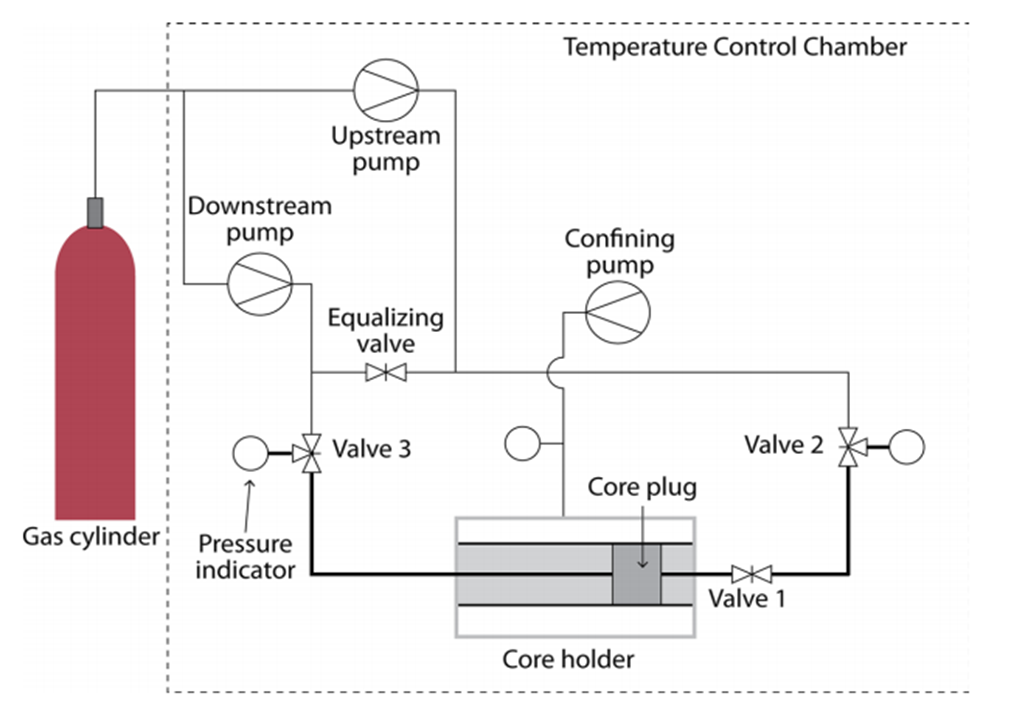 Temperature Control Chamber
Upstream
pump
Downstream
pump
Confining
pump
Equalizing
valve
Valve 3
Valve 2
Core plug
Gas cylinder
Pressure
indicator
Valve 1
Core holder